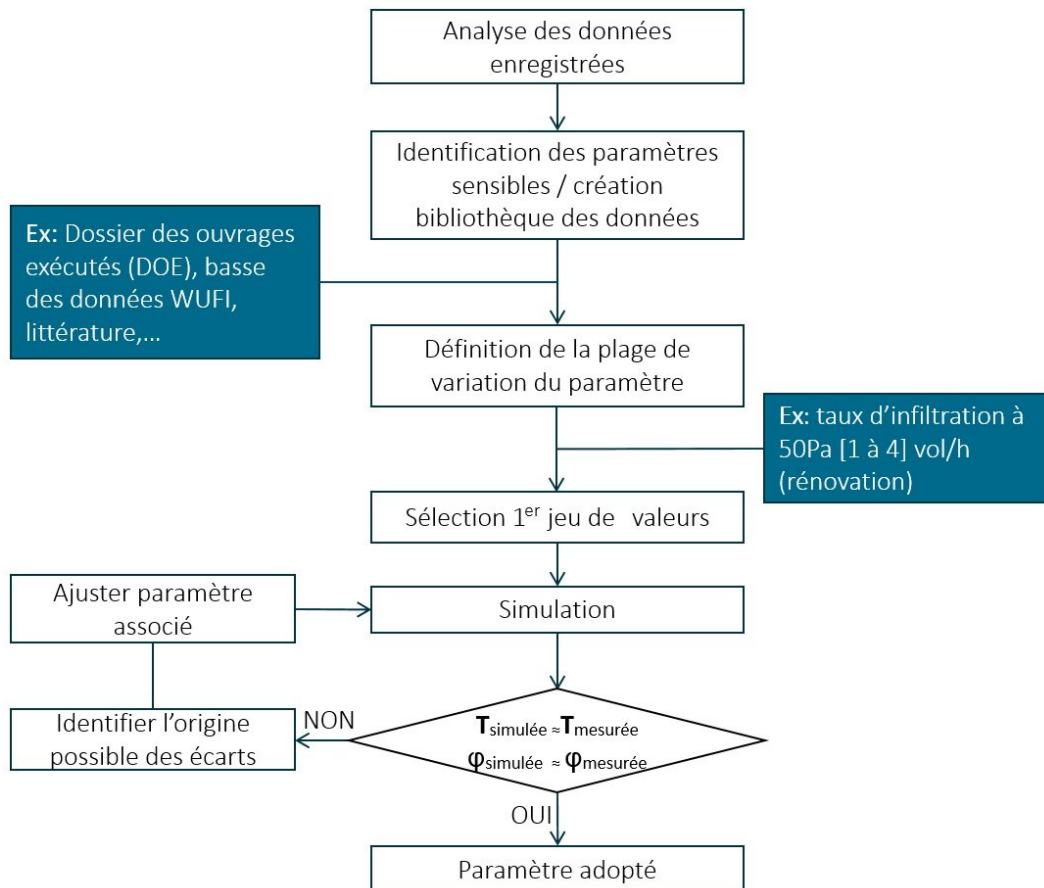 Analyse des données
enregistrées
Identification des paramètres
sensibles / création
bibliothèque des données
Ex: Dossier des ouvrages
exécutés (DOE), basse
des données WUFI,
littérature,...
Définition de la plage de
variation du paramètre
Ex: taux d’infiltration à
50Pa [1 à 4] vol/h
(rénovation)
Sélection 1er jeu de valeurs
Ajuster paramètre
associé
Simulation
Identifier l’origine
possible des écarts
NON
Tsimulée ≈ Tmesurée
φsimulée ≈ φmesurée
OUI
Paramètre adopté